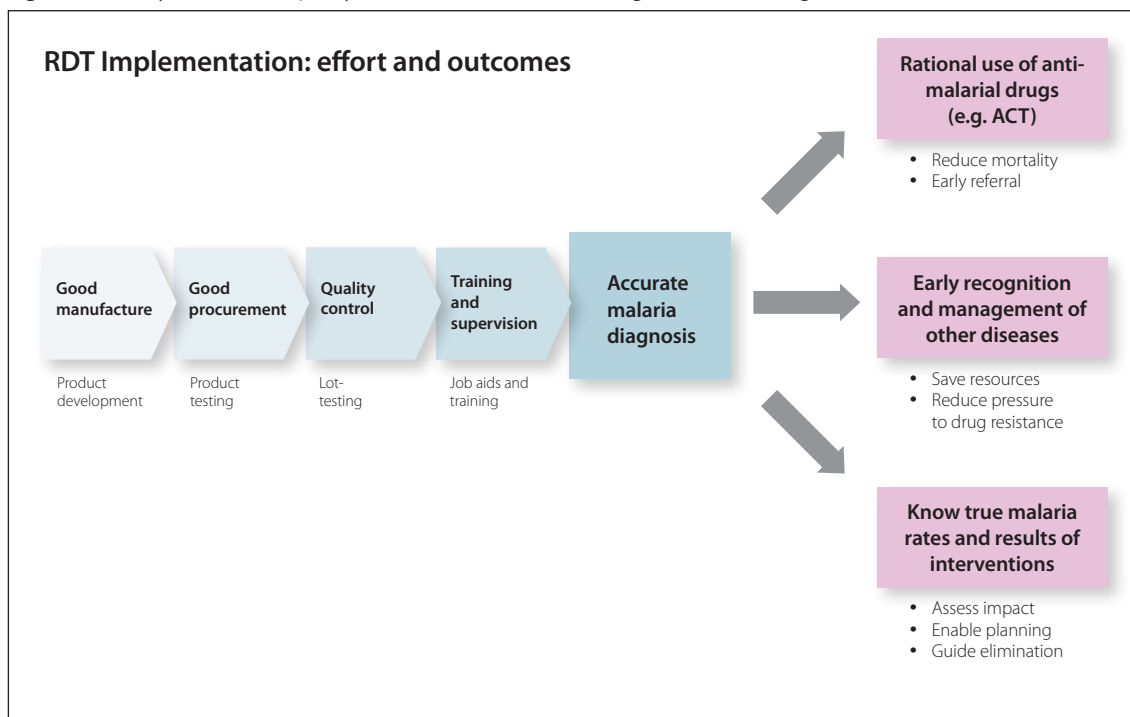 RDT Implementation: effort and outcomes
Good
manufacture
Product
development
Good
procurement
Product
testing
Quality
control
Lot-
testing
Training
and
supervision
Job aids and
training
Accurate
malaria
diagnosis
Rational use of anti-
malarial drugs
(e.g. ACT)
• Reduce mortality
• Early referral
Early recognition
and management of
other diseases
• Save resources
• Reduce pressure
to drug resistance
Know true malaria
rates and results of
interventions
• Assess impact
• Enable planning
• Guide elimination